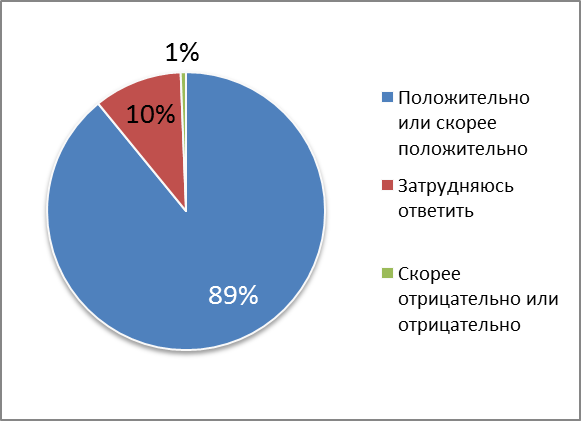 1%
10%
89%
Положительно
или скорее
положительно
Затрудняюсь
ответить
Скорее
отрицательно или
отрицательно